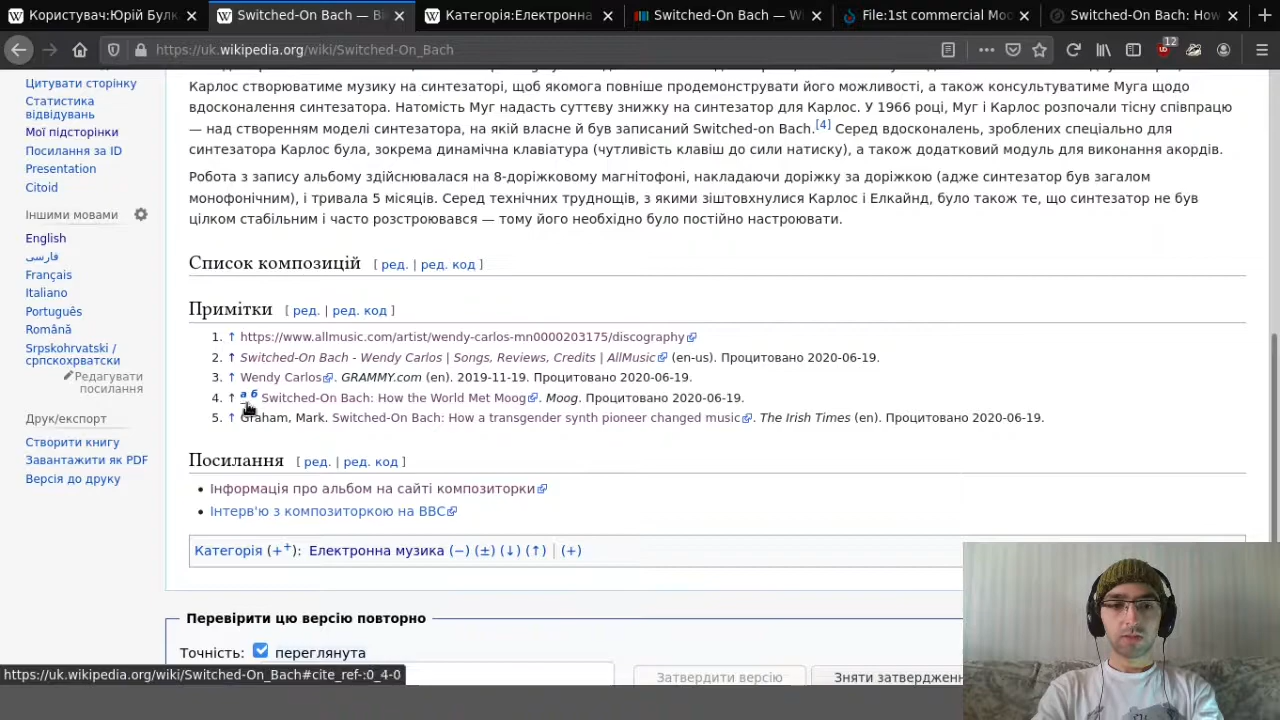 Користувач:Юрій Булк
Switched-On Bach — Ві
Категорія:Електронна
Switched-On Bach — Wi
File:1st commercial Moo
Switched-On Bach: How
https://uk.wikipedia.org/wiki/Switched-On_Bach
12
Цитувати сторінку
Статистика
відвідувань
Мої підсторінки
Посилання за ID
Presentation
Citoid
Іншими мовами
English
فارسی
Français
Italiano
Português
Română
Srpskohrvatski /
српскохрватски
Редагувати
посилання
Друк/експорт
Створити книгу
Завантажити як PDF
Версія до друку
Карлос створюватиме музику на синтезаторі, щоб якомога повніше продемонструвати його можливості, а також консультуватиме Муга щодо
вдосконалення синтезатора. Натомість Муг надасть суттєву знижку на синтезатор для Карлос. У 1966 році, Муг і Карлос розпочали тісну співпрацю
— над створенням моделі синтезатора, на якій власне й був записаний Switched-on Bach.[4] Серед вдосконалень, зроблених спеціально для
синтезатора Карлос була, зокрема динамічна клавіатура (чутливість клавіш до сили натиску), а також додатковий модуль для виконання акордів.
Робота з запису альбому здійснювалась на 8-доріжковому магнітофоні, накладаючи доріжку за доріжкою (адже синтезатор був загалом
монофонічним), і тривала 5 місяців. Серед технічних труднощів, з якими зіштовхнулися Карлос і Елкайнд, було також те, що синтезатор не був
цілком стабільним і часто розстроювався — тому його необхідно було постійно настроювати.
Список композицій [ ред. | ред. код ]
Примітки [ ред. | ред. код ]
1. ↑ https://www.allmusic.com/artist/wendy-carlos-mn0000203175/discography
2. ↑ Switched-On Bach - Wendy Carlos | Songs, Reviews, Credits | AllMusic (en-us). Процитовано 2020-06-19.
3. ↑ Wendy Carlos. GRAMMY.com (en). 2019-11-19. Процитовано 2020-06-19.
4. ↑ а б Switched-On Bach: How the World Met Moog. Moog. Процитовано 2020-06-19.
5. ↑ Graham, Mark. Switched-On Bach: How a transgender synth pioneer changed music. The Irish Times (en). Процитовано 2020-06-19.
Посилання [ ред. | ред. код ]
• Інформація про альбом на сайті композиторки
• Інтерв'ю з композиторкою на BBC
Категорія (+⁺): Електронна музика (−) (±) (↓) (↑) | (+)
Перевірити цю версію повторно
Точність: переглянута
https://uk.wikipedia.org/wiki/Switched-On_Bach#cite_ref-:0_4-0
Затвердити версію
Зняти затверджен